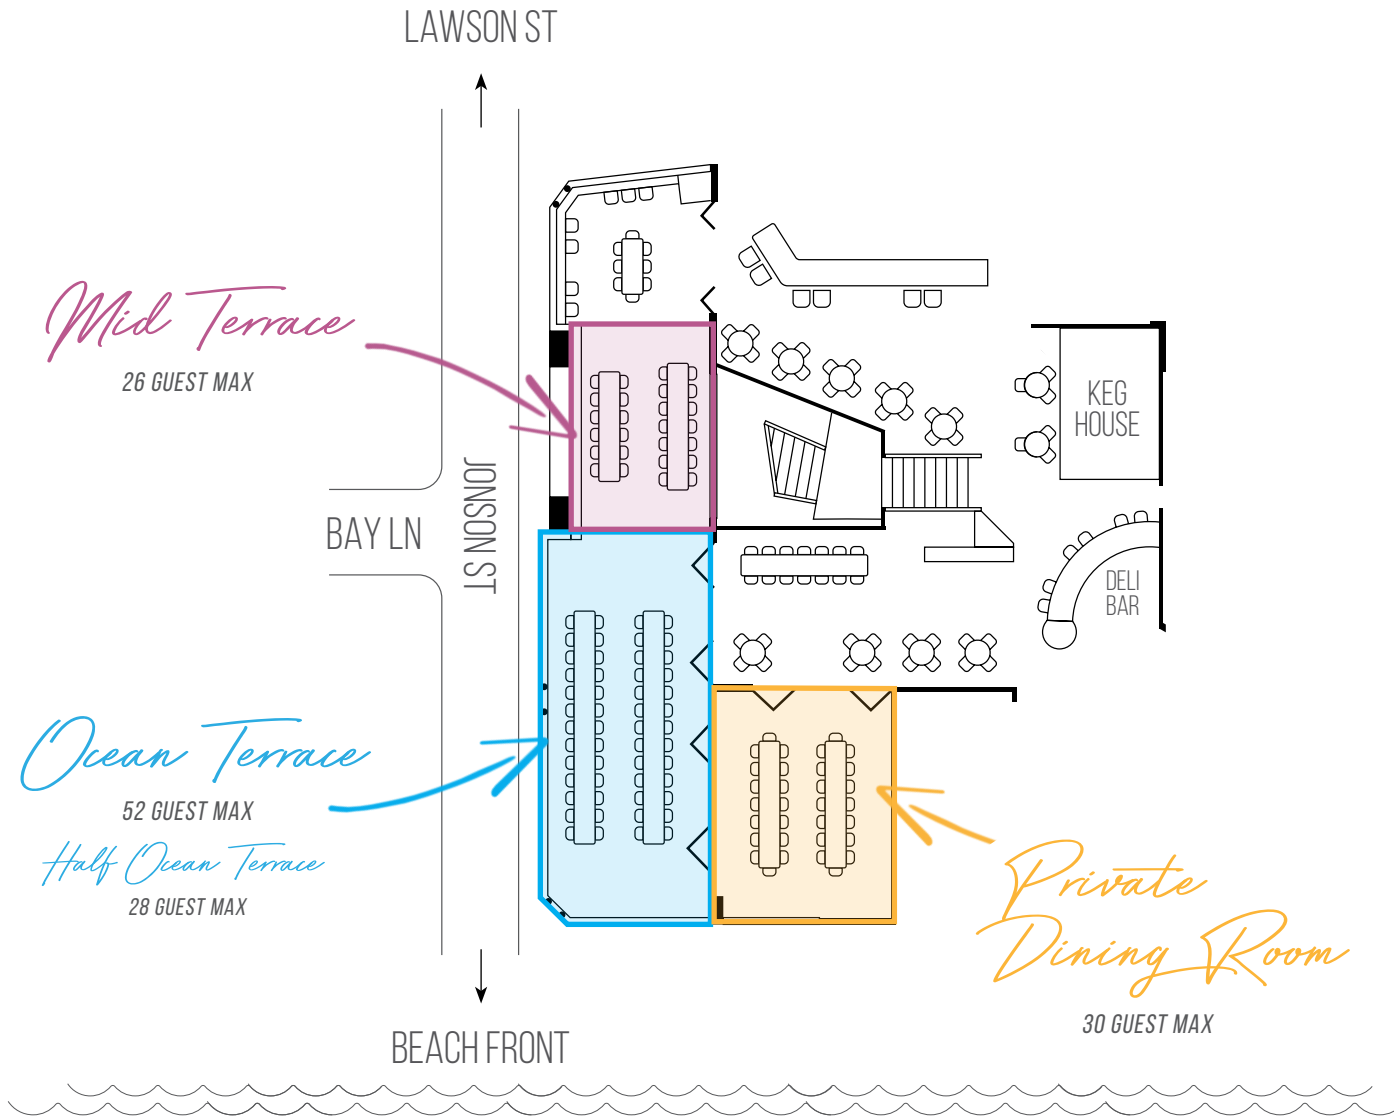 LAWSON ST
Mid Terrace
26 GUEST MAX
KEG
HOUSE
JONSON ST
BAY LN
DELI
BAR
Ocean Terrace
52 GUEST MAX
Half Ocean Terrace
28 GUEST MAX
Private
Dining Room
30 GUEST MAX
BEACH FRONT